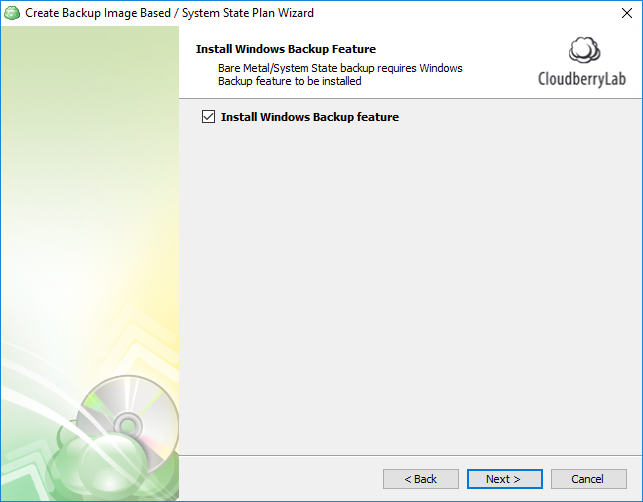 Create Backup Image Based / System State Plan Wizard
Install Windows Backup Feature
Bare Metal/System State backup requires Windows
Backup feature to be installed
CloudberryLab
Install Windows Backup feature
< Back
Next >
Cancel